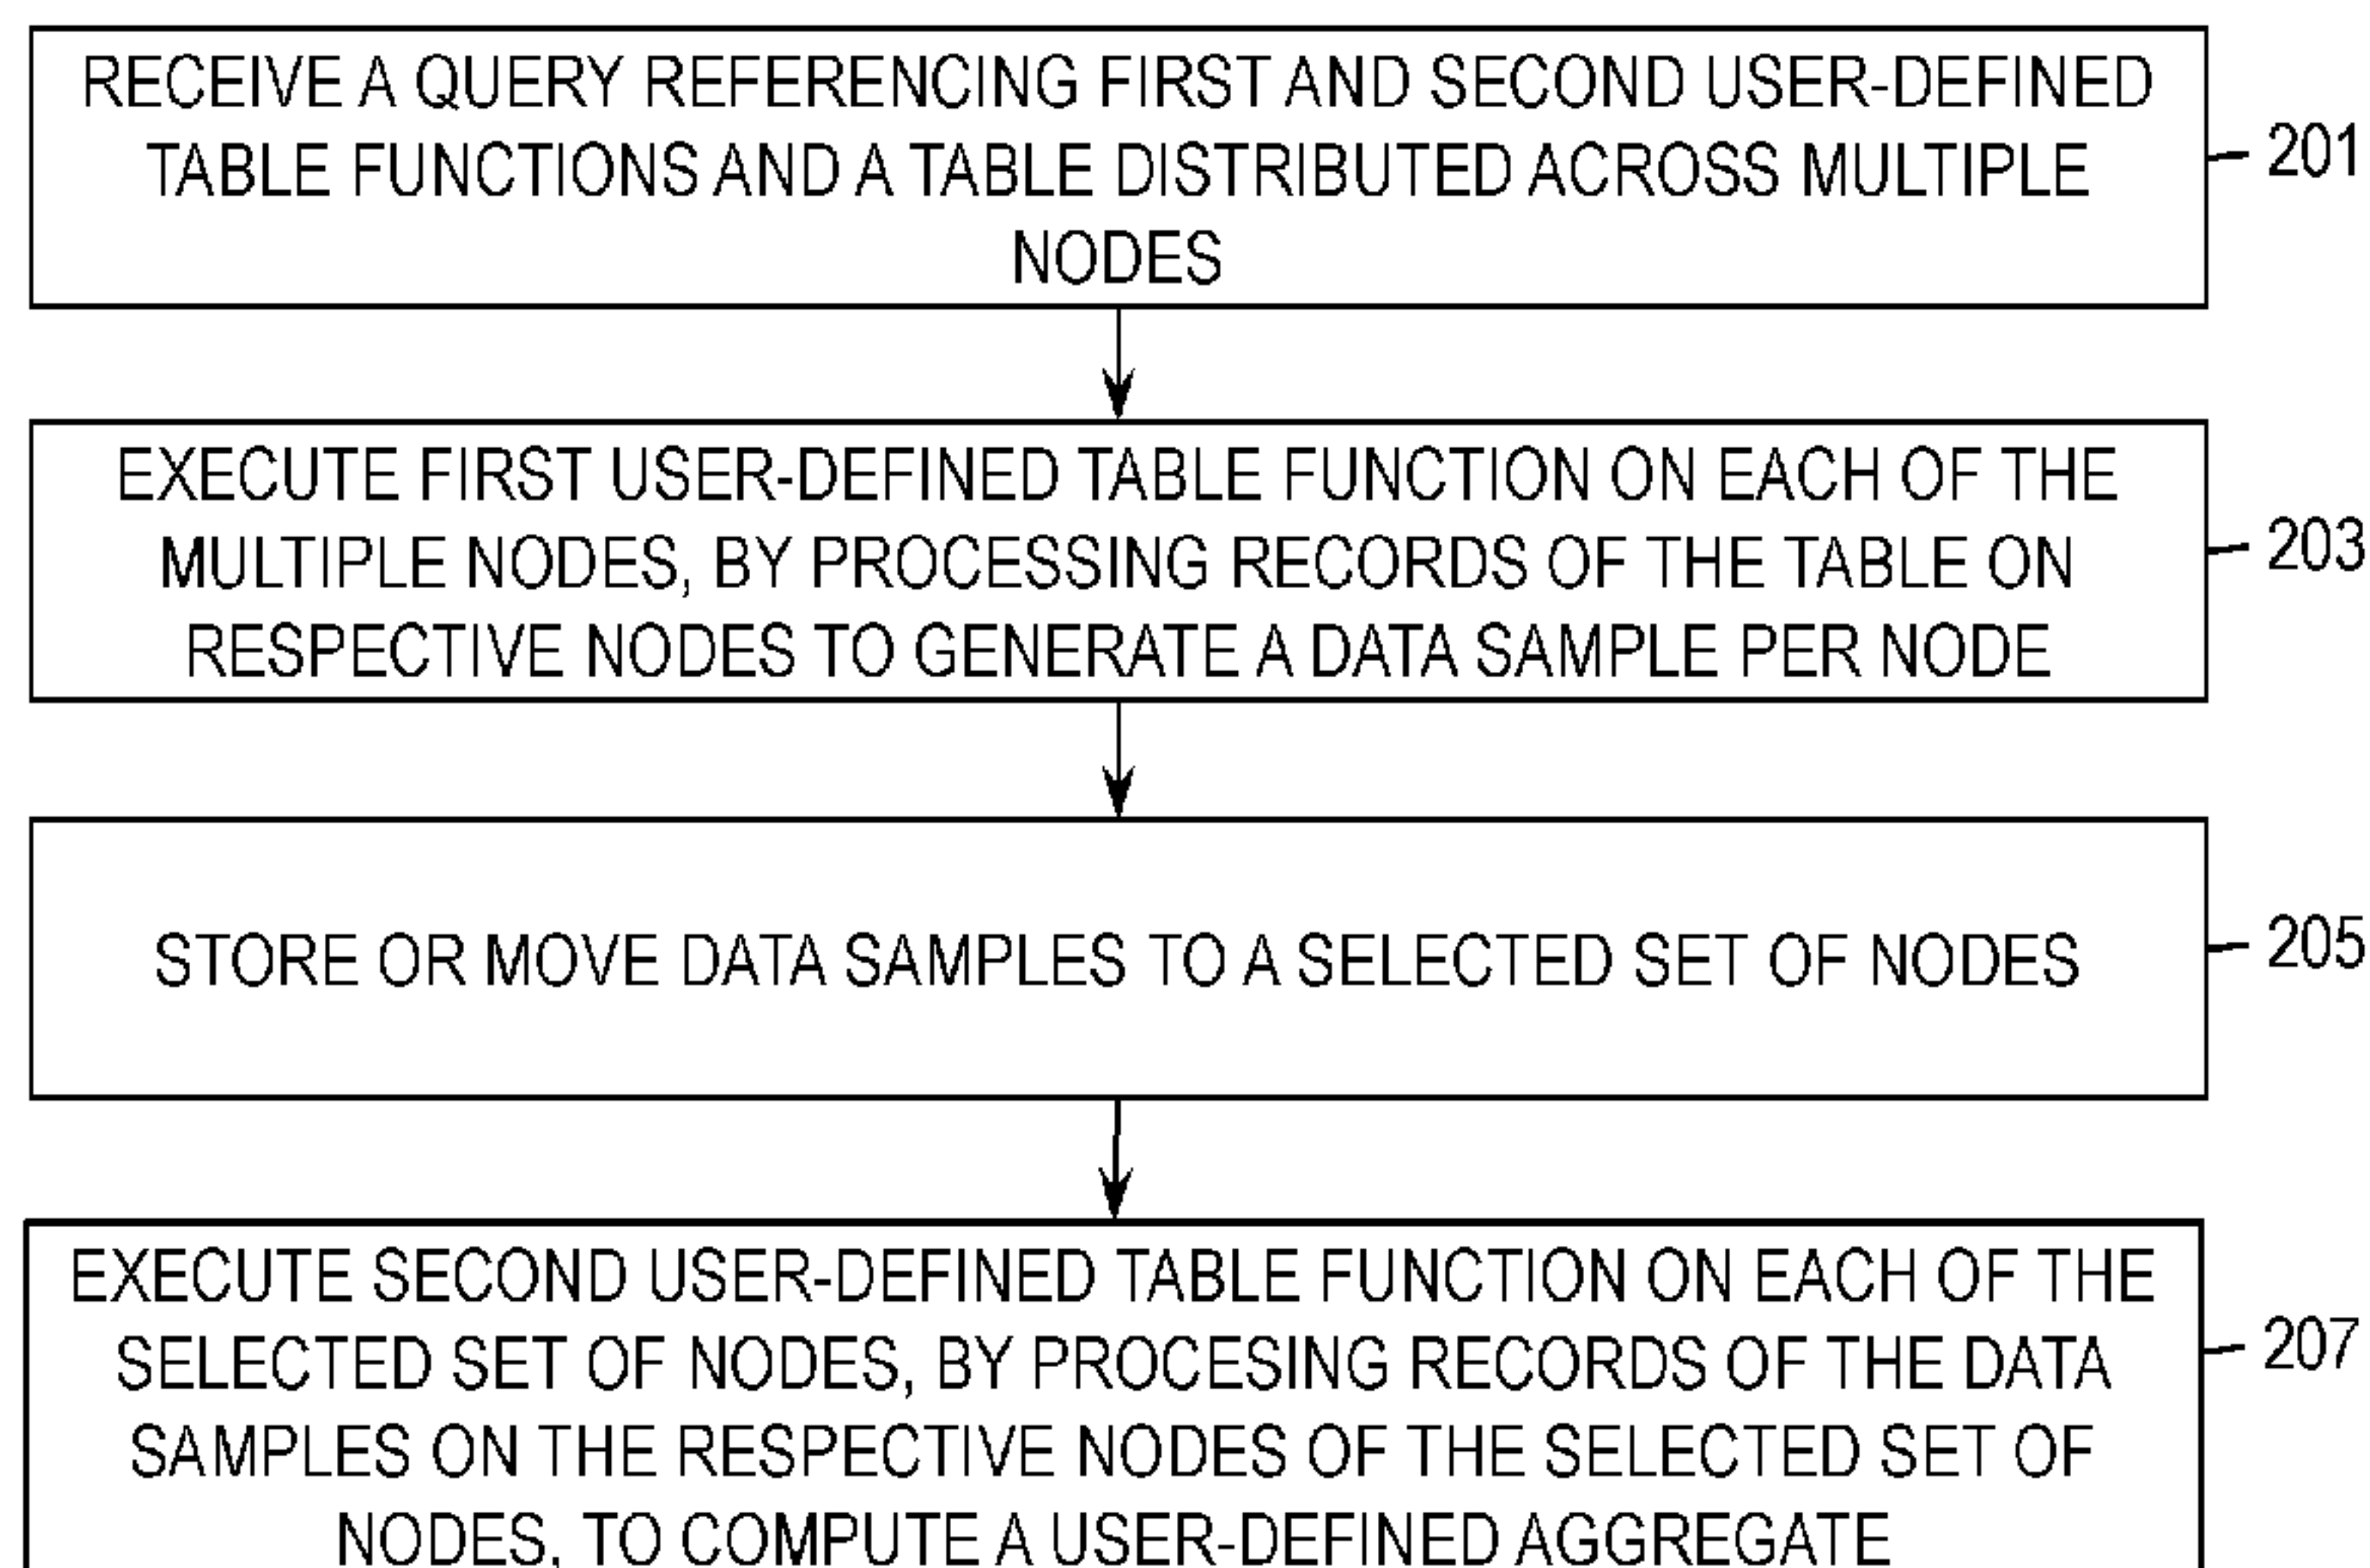 RECEIVE A QUERY REFERENCING FIRST AND SECOND USER-DEFINED
TABLE FUNCTIONS AND A TABLE DISTRIBUTED ACROSS MULTIPLE
NODES
201
EXECUTE FIRST USER-DEFINED TABLE FUNCTION ON EACH OF THE
MULTIPLE NODES, BY PROCESSING RECORDS OF THE TABLE ON
RESPECTIVE NODES TO GENERATE A DATA SAMPLE PER NODE
203
STORE OR MOVE DATA SAMPLES TO A SELECTED SET OF NODES
205
EXECUTE SECOND USER-DEFINED TABLE FUNCTION ON EACH OF THE
SELECTED SET OF NODES, BY PROCESING RECORDS OF THE DATA
SAMPLES ON THE RESPECTIVE NODES OF THE SELECTED SET OF
NODES, TO COMPUTE A USER-DEFINED AGGREGATE
207